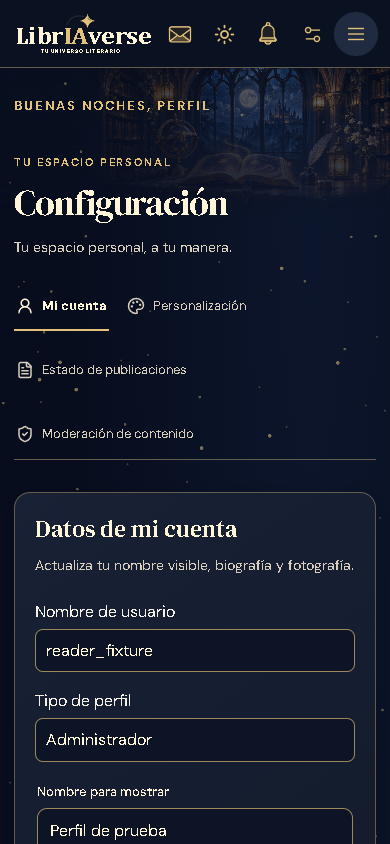 LibrIAverse
TU UNIVERSO LITERARIO
BUENAS NOCHES, PERFIL
TU ESPACIO PERSONAL
Configuración
Tu espacio personal, a tu manera.
Mi cuenta
Personalización
Estado de publicaciones
Moderación de contenido
Datos de mi cuenta
Actualiza tu nombre visible, biografía y fotografía.
Nombre de usuario
reader_fixture
Tipo de perfil
Administrador
Nombre para mostrar
Perfil de prueba